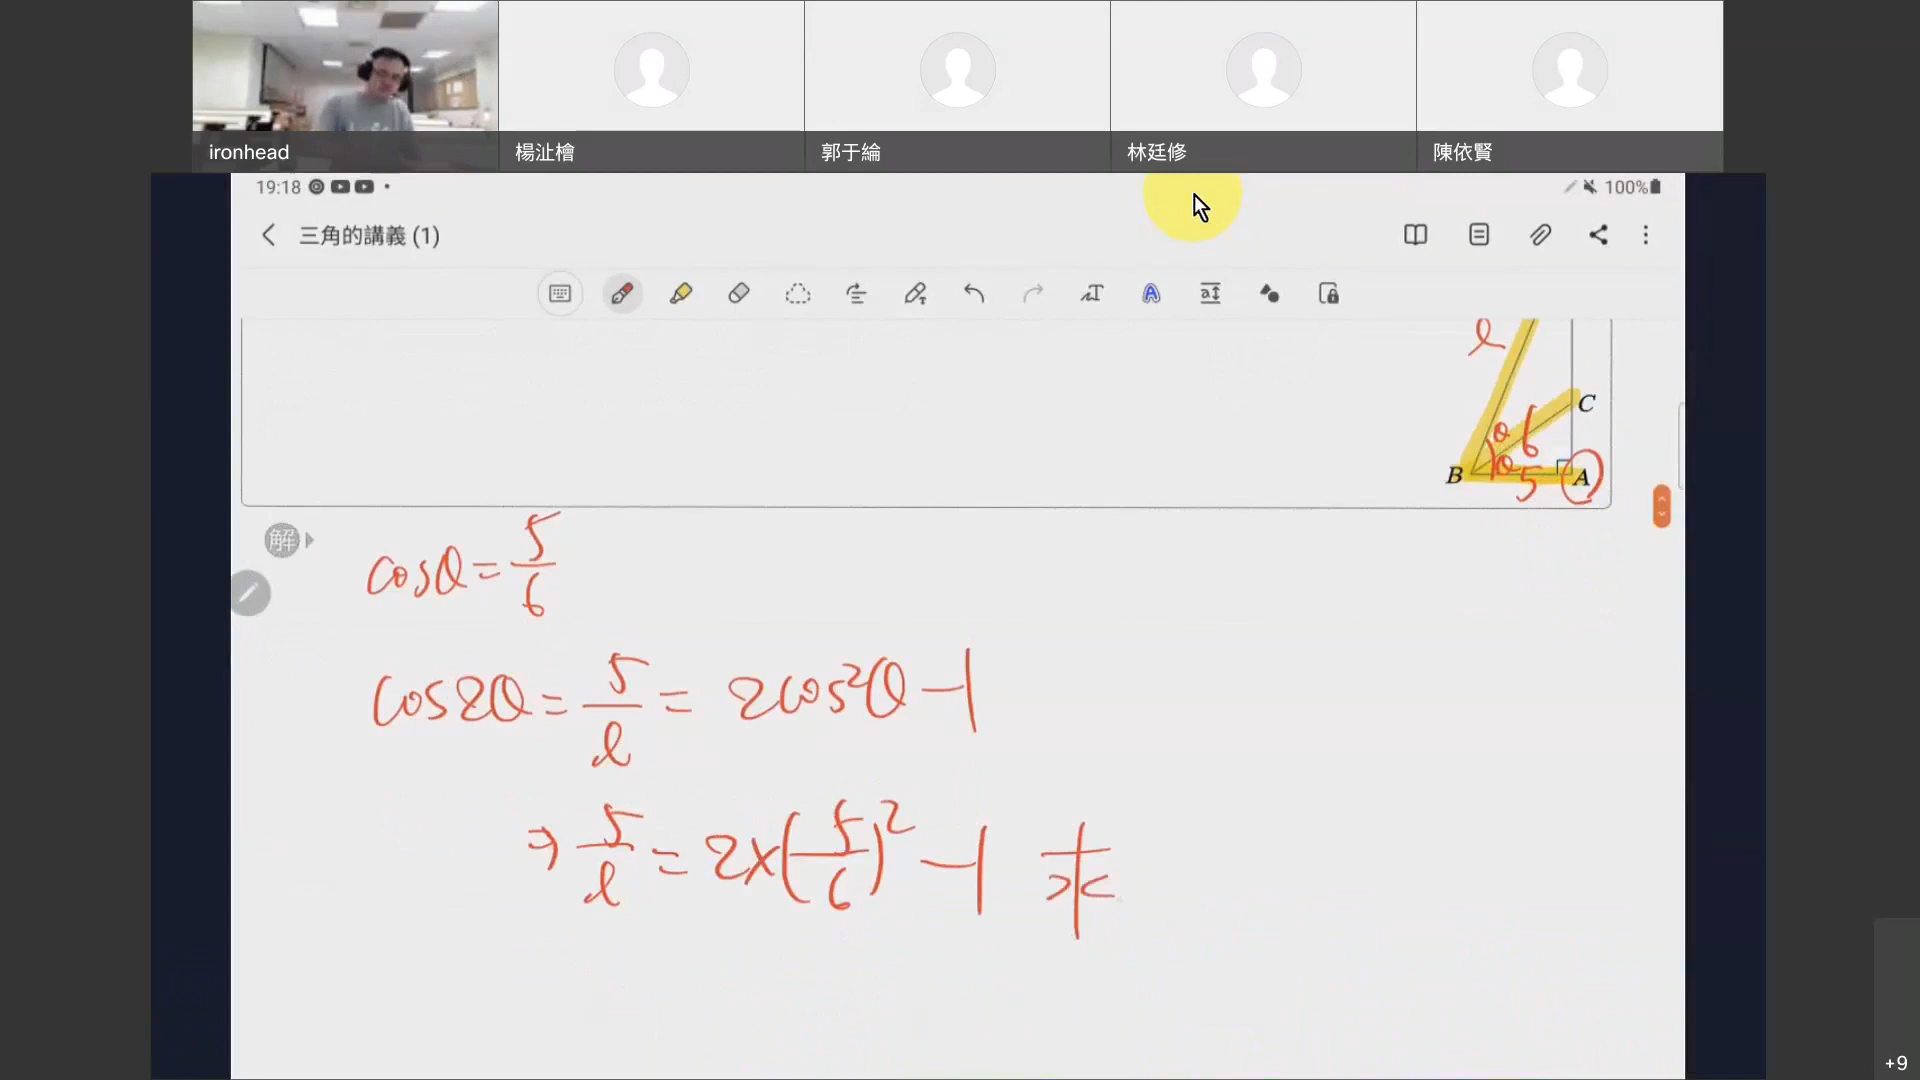 ironhead
楊沚檜
郭于綸
林廷修
陳依賢
19:18
100%
三角的講義 (1)
l
C
θ 6
B θ 5 A
解
cosθ = 5/6
cos2θ = 5/l = 2cos²θ - 1
⇒ 5/l = 2×(5/6)² - 1 求
+9